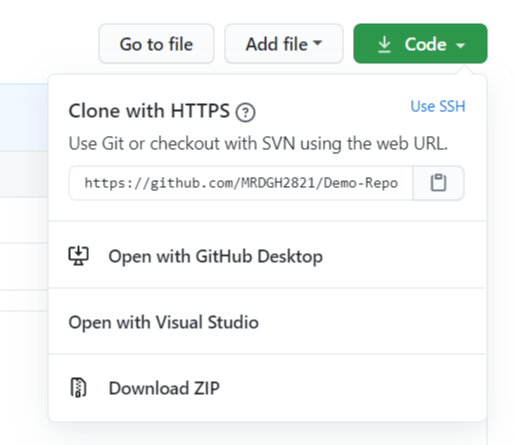 Go to file
Add file
Code
Clone with HTTPS
Use SSH
Use Git or checkout with SVN using the web URL.
https://github.com/MRDGH2821/Demo-Repo
Open with GitHub Desktop
Open with Visual Studio
Download ZIP